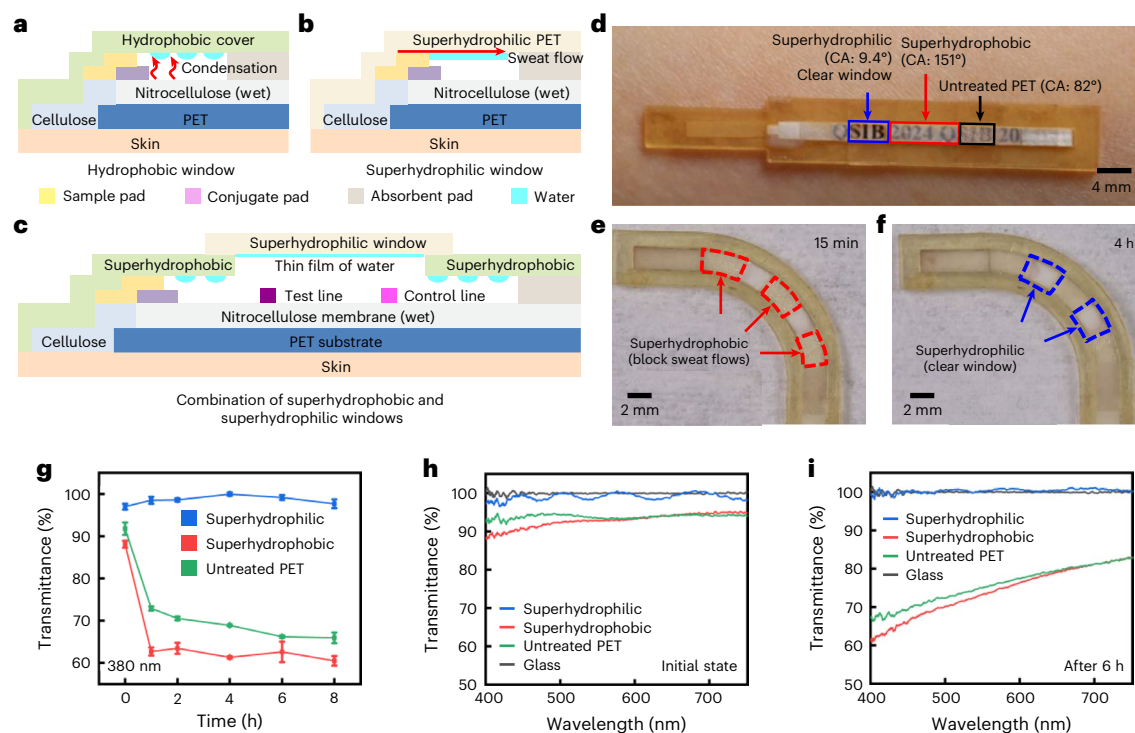 a
Hydrophobic cover
Condensation
Nitrocellulose (wet)
Cellulose
PET
Skin
Hydrophobic window
b
Superhydrophilic PET
Sweat flow
Nitrocellulose (wet)
Cellulose
PET
Skin
Superhydrophilic window
Sample pad
Conjugate pad
Absorbent pad
Water
c
Superhydrophilic window
Superhydrophobic
Thin film of water
Superhydrophobic
Test line
Control line
Nitrocellulose membrane (wet)
Cellulose
PET substrate
Skin
Combination of superhydrophobic and
superhydrophilic windows
d
Superhydrophilic
(CA: 9.4°)
Clear window
Superhydrophobic
(CA: 151°)
Untreated PET (CA: 82°)
QSIB 2024 QSIB 20
4 mm
e
15 min
Superhydrophobic
(block sweat flows)
2 mm
f
4 h
Superhydrophilic
(clear window)
2 mm
g
Transmittance (%)
100
90
80
70
60
Superhydrophilic
Superhydrophobic
Untreated PET
380 nm
0 2 4 6 8
Time (h)
h
Transmittance (%)
100
90
80
70
60
50
Superhydrophilic
Superhydrophobic
Untreated PET
Glass
Initial state
400 500 600 700
Wavelength (nm)
i
Transmittance (%)
100
90
80
70
60
50
Superhydrophilic
Superhydrophobic
Untreated PET
Glass
After 6 h
400 500 600 700
Wavelength (nm)